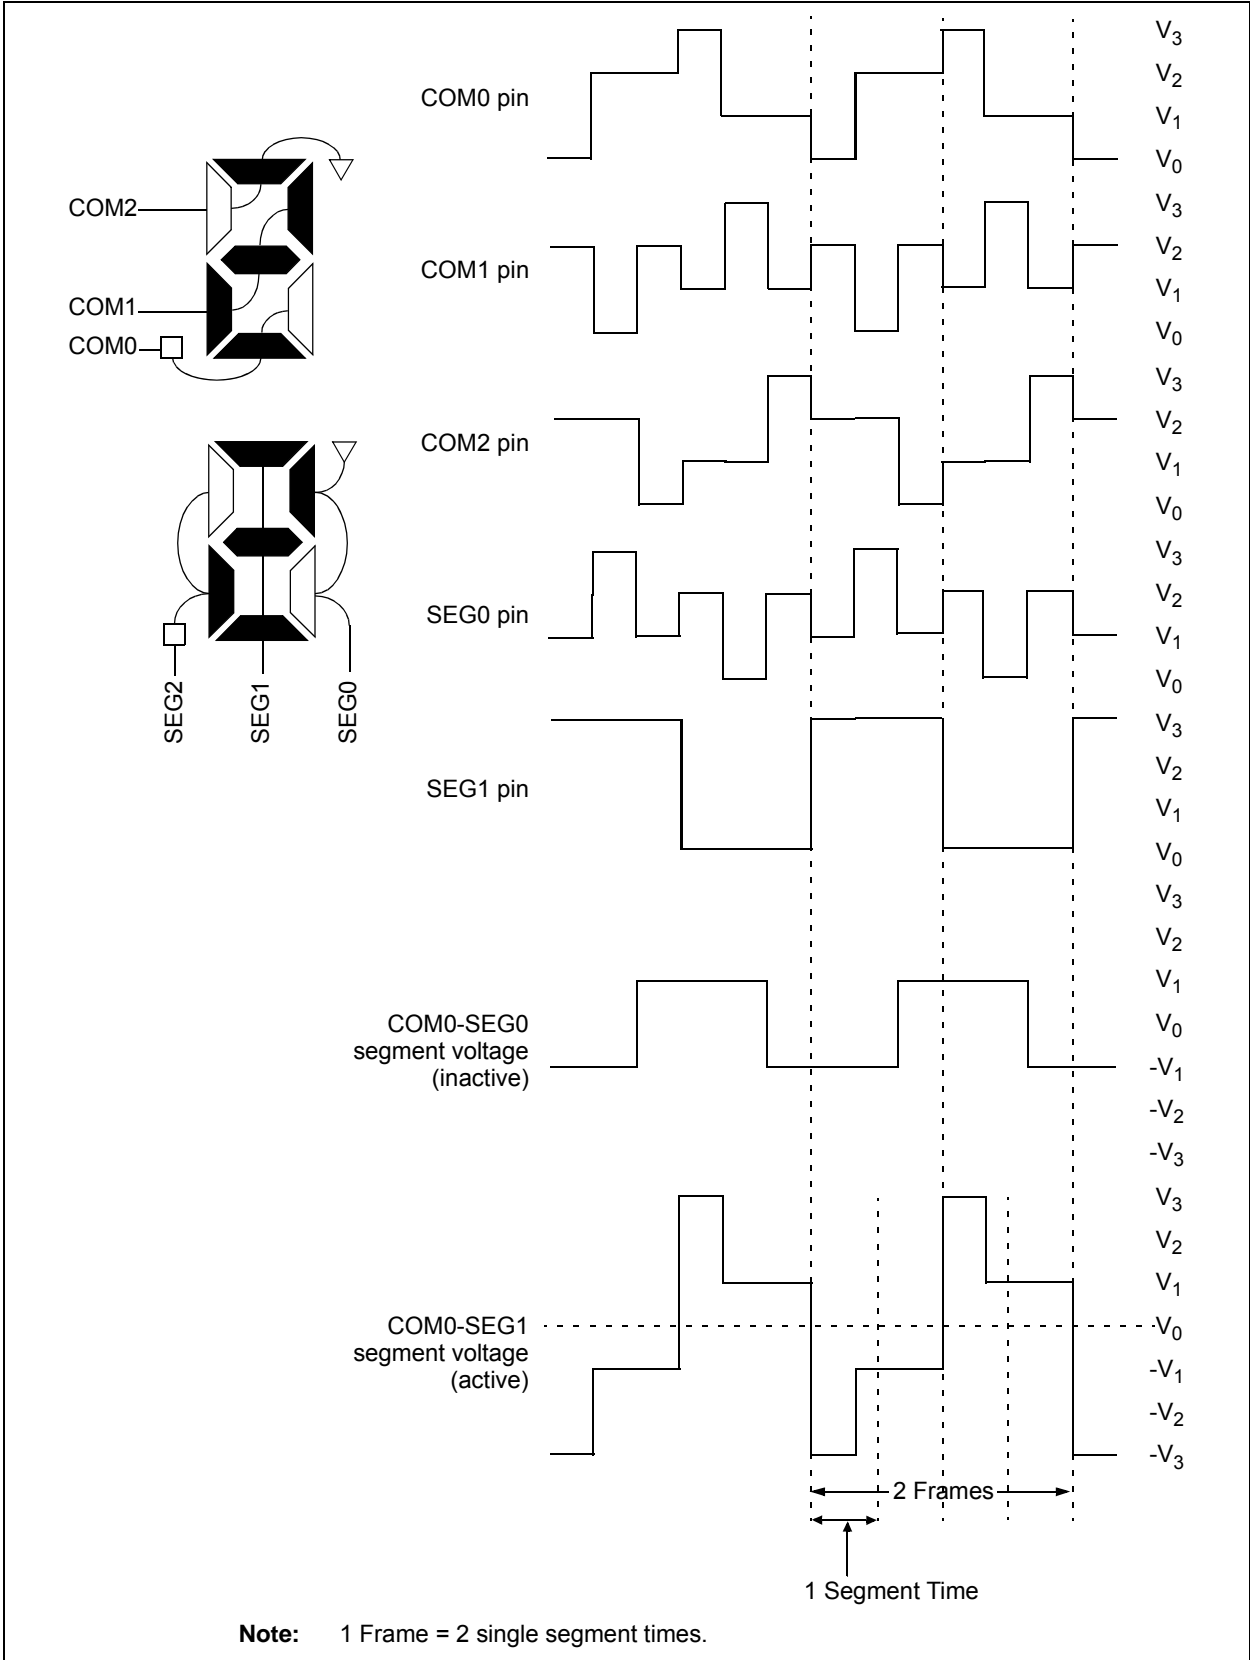 COM0 pin
V3
V2
V1
V0
COM2
COM1
COM0
COM1 pin
V3
V2
V1
V0
COM2 pin
V3
V2
V1
V0
SEG2
SEG1
SEG0
SEG0 pin
V3
V2
V1
V0
SEG1 pin
V3
V2
V1
V0
COM0-SEG0
segment voltage
(inactive)
V3
V2
V1
V0
-V1
-V2
-V3
COM0-SEG1
segment voltage
(active)
V3
V2
V1
V0
-V1
-V2
-V3
2 Frames
1 Segment Time
Note: 1 Frame = 2 single segment times.